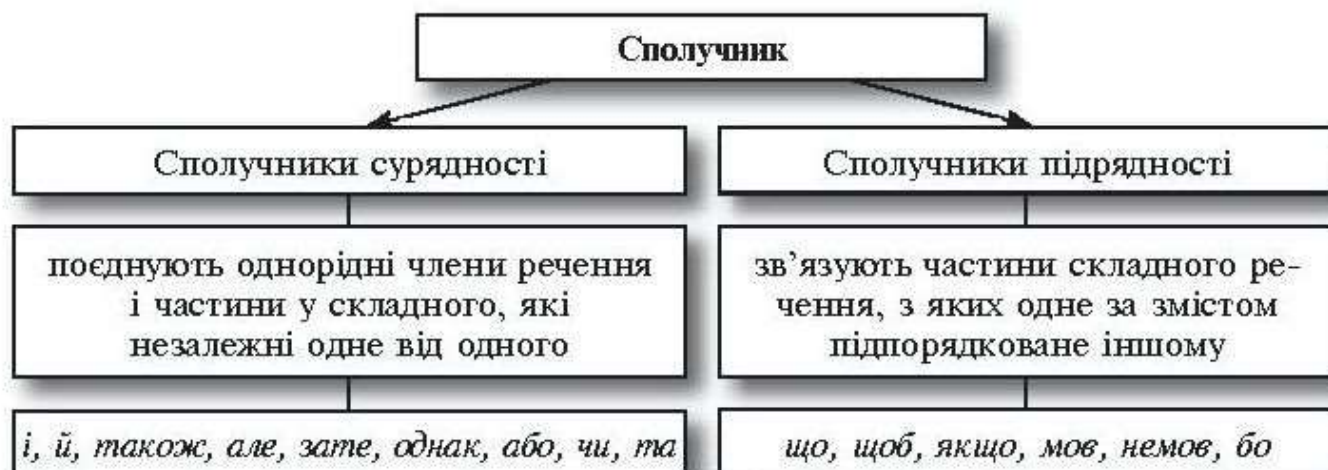 Сполучник
Сполучники сурядності
Сполучники підрядності
поєднують однорідні члени речення
і частини у складного, які
незалежні одне від одного
зв’язують частини складного ре-
чення, з яких одне за змістом
підпорядковане іншому
і, й, також, але, зате, однак, або, чи, та
що, щоб, якщо, мов, немов, бо